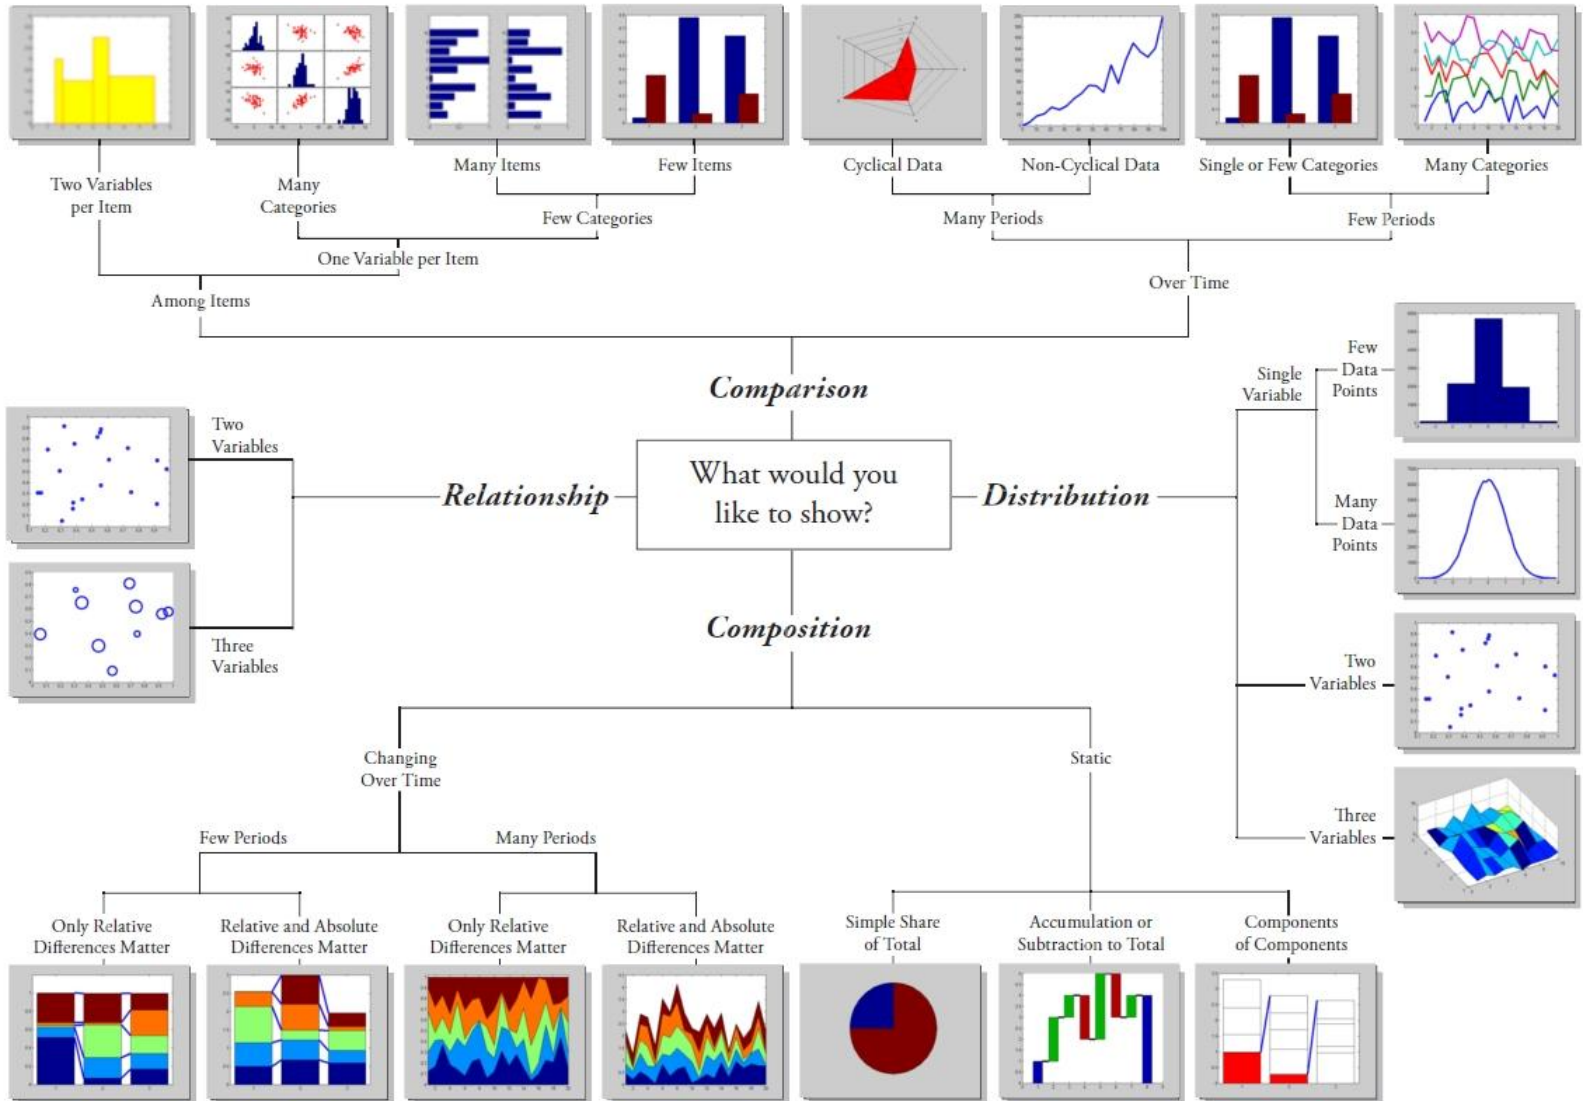 Two Variables
per Item
Many
Categories
Many Items
Few Items
Cyclical Data
Non-Cyclical Data
Single or Few Categories
Many Categories
Few Categories
Many Periods
Few Periods
One Variable per Item
Among Items
Over Time
Comparison
Single
Variable
Few
Data
Points
Two
Variables
What would you
like to show?
Relationship
Distribution
Many
Data
Points
Three
Variables
Composition
Two
Variables
Changing
Over Time
Static
Three
Variables
Few Periods
Many Periods
Only Relative
Differences Matter
Relative and Absolute
Differences Matter
Only Relative
Differences Matter
Relative and Absolute
Differences Matter
Simple Share
of Total
Accumulation or
Subtraction to Total
Components
of Components